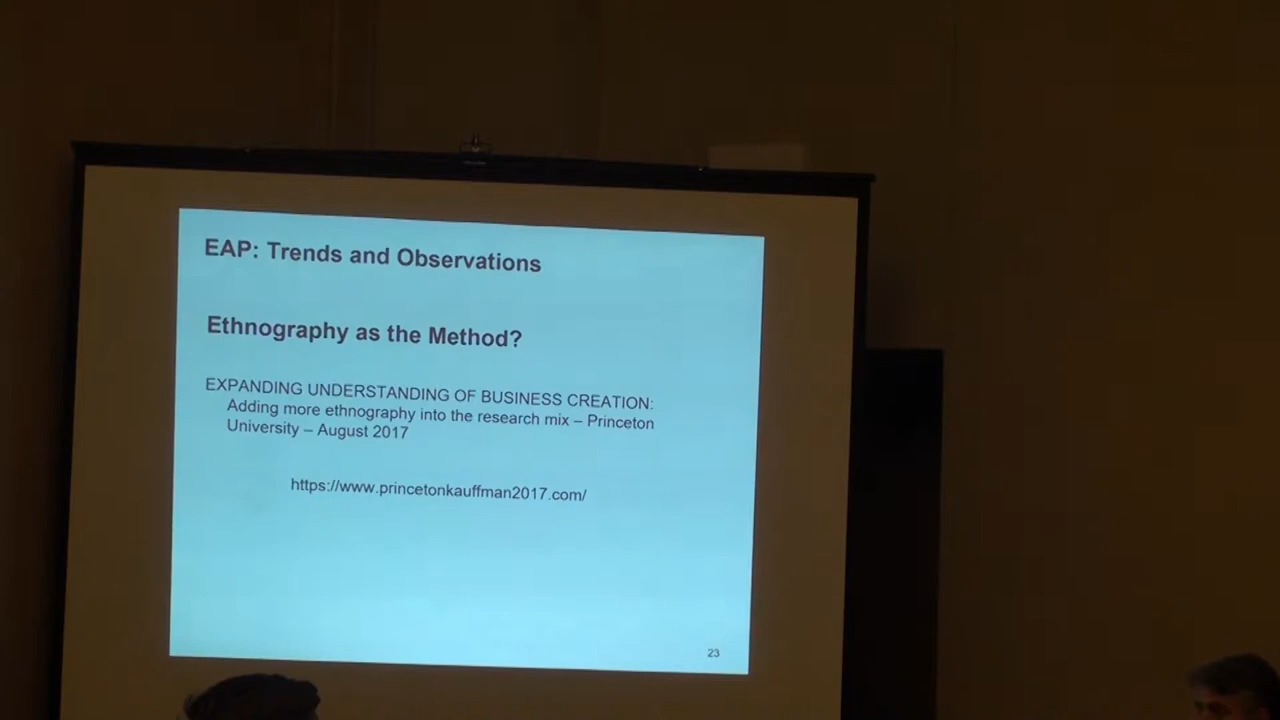 EAP: Trends and Observations
Ethnography as the Method?
EXPANDING UNDERSTANDING OF BUSINESS CREATION:
Adding more ethnography into the research mix – Princeton
University – August 2017
https://www.princetonkauffman2017.com/
23